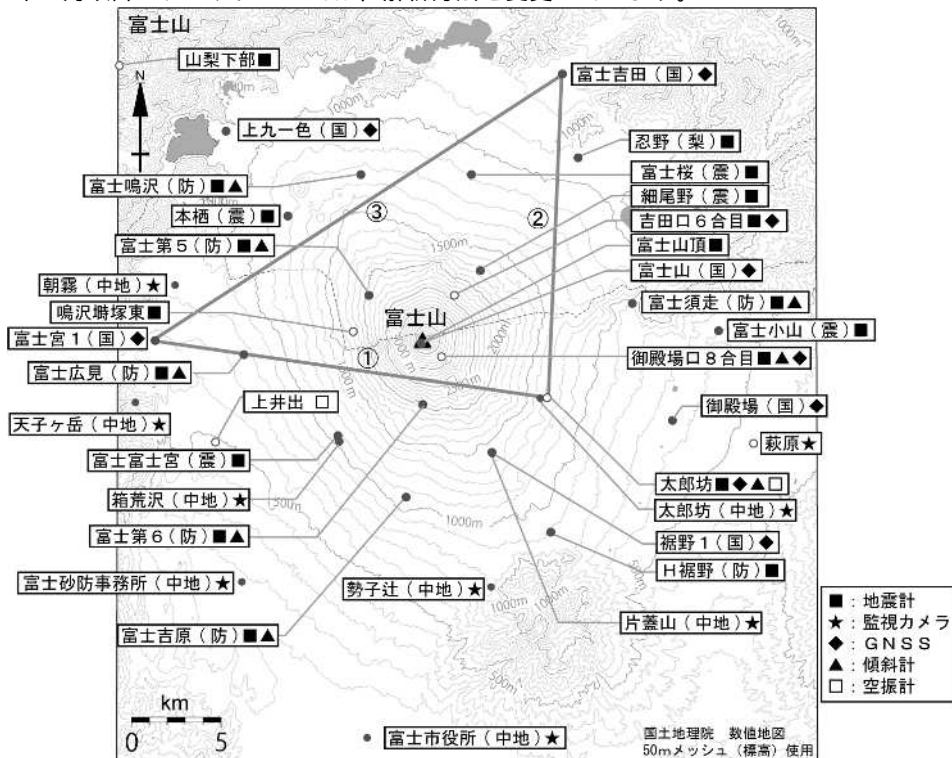 富士山
山梨下部■
N
富士吉田(国)◆
上九一色(国)◆
忍野(梨)■
富士鳴沢(防)■▲
富士桜(震)■
細尾野(震)■
本栖(震)■
③
②
吉田口6合目■◆
富士第5(防)■▲
富士山頂■
富士山(国)◆
朝霧(中地)★
富士須走(防)■▲
鳴沢塒塚東■
富士山
富士小山(震)■
富士宮1(国)◆
①
御殿場口8合目■▲◆
富士広見(防)■▲
天子ヶ岳(中地)★
上井出 □
御殿場(国)◆
萩原★
富士富士宮(震)■
太郎坊■◆▲□
箱荒沢(中地)★
太郎坊(中地)★
富士第6(防)■▲
裾野1(国)◆
H裾野(防)■
富士砂防事務所(中地)★
勢子辻(中地)★
片蓋山(中地)★
富士吉原(防)■▲
■:地震計
★:監視カメラ
◆:GNSS
▲:傾斜計
□:空振計
km
0 5
富士市役所(中地)★
国土地理院 数値地図
50mメッシュ(標高)使用
1000m
1000m
1500m
2000m
1000m
1000m
500m